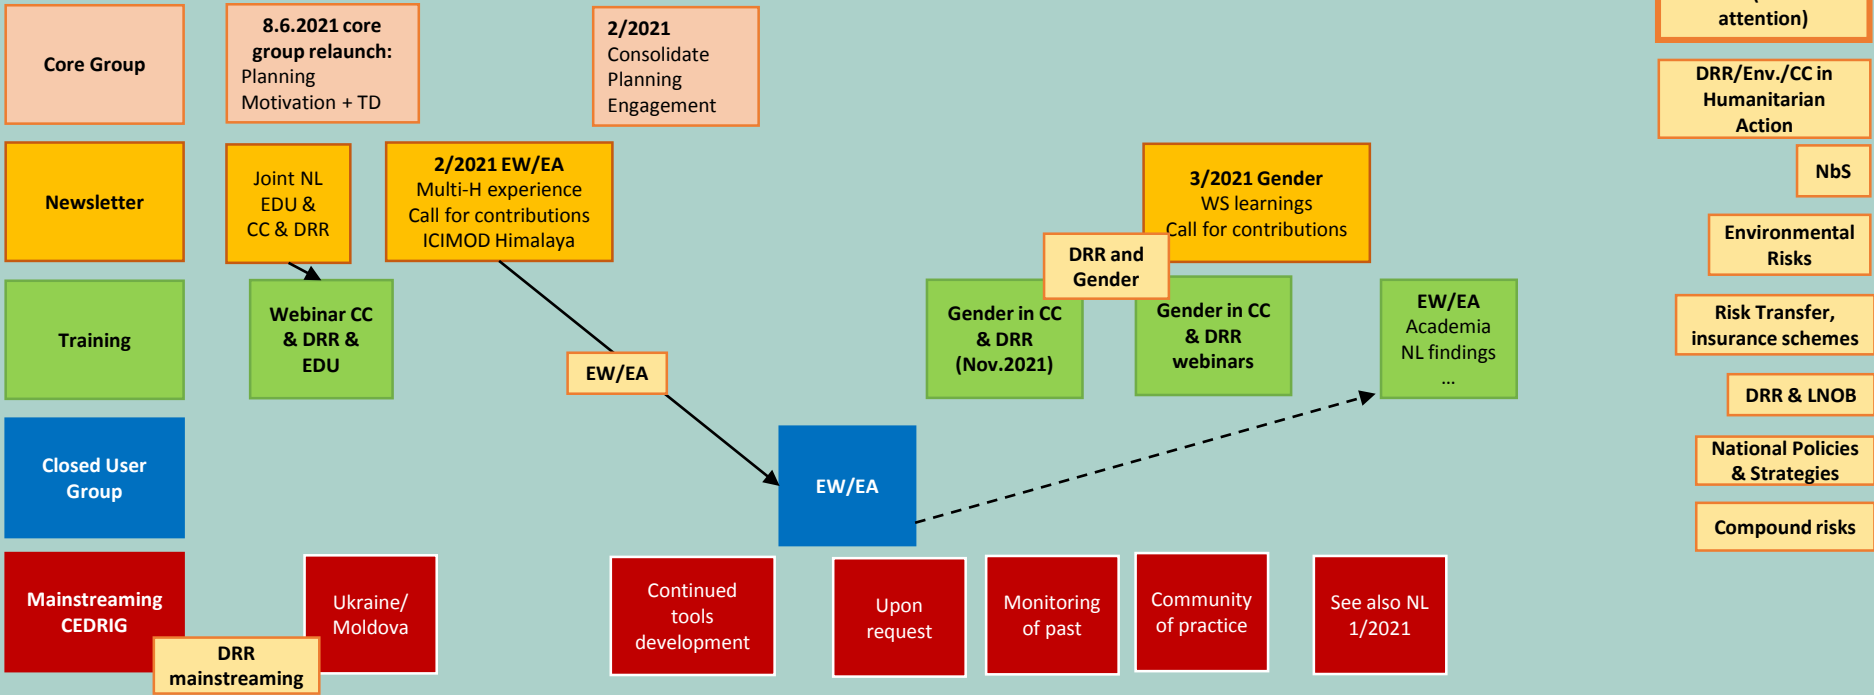 Core Group
8.6.2021 core
group relaunch:
Planning
Motivation + TD
2/2021
Consolidate
Planning
Engagement
attention)
DRR/Env./CC in
Humanitarian
Action
Newsletter
Joint NL
EDU &
CC & DRR
2/2021 EW/EA
Multi-H experience
Call for contributions
ICIMOD Himalaya
3/2021 Gender
WS learnings
Call for contributions
DRR and
Gender
NbS
Environmental
Risks
Training
Webinar CC
& DRR &
EDU
EW/EA
Gender in CC
& DRR
(Nov.2021)
Gender in CC
& DRR
webinars
EW/EA
Academia
NL findings
...
Risk Transfer,
insurance schemes
DRR & LNOB
Closed User
Group
EW/EA
National Policies
& Strategies
Compound risks
Mainstreaming
CEDRIG
DRR
mainstreaming
Ukraine/
Moldova
Continued
tools
development
Upon
request
Monitoring
of past
Community
of practice
See also NL
1/2021